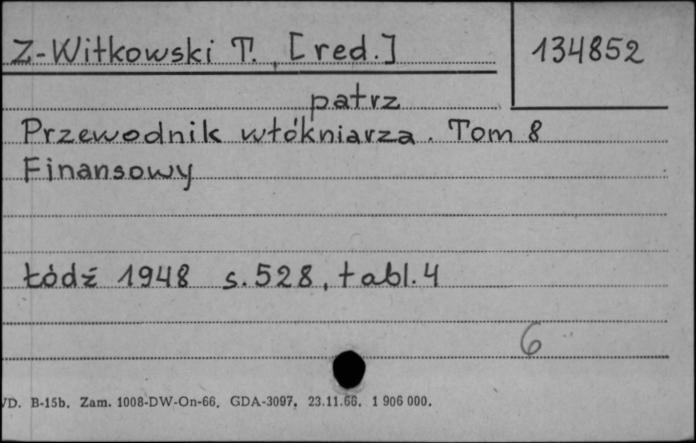 Z-Witkowski T., [red.] 134852
patrz
Przewodnik włókniarza. Tom 8
Finansowy
Łódź 1948 s.528, tabl.4
6
VD. B-15b. Zam. 1008-DW-On-66. GDA-3097. 23.11.66. 1 906 000.